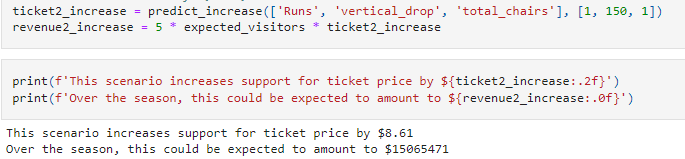 ticket2_increase = predict_increase(['Runs', 'vertical_drop', 'total_chairs'], [1, 150, 1])
revenue2_increase = 5 * expected_visitors * ticket2_increase
print(f'This scenario increases support for ticket price by ${ticket2_increase:.2f}')
print(f'Over the season, this could be expected to amount to ${revenue2_increase:.0f}')
This scenario increases support for ticket price by $8.61
Over the season, this could be expected to amount to $15065471